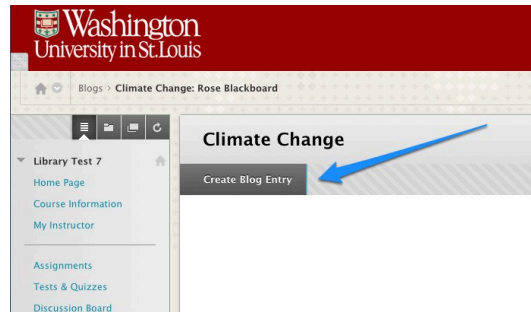 Washington
University in St.Louis
Blogs > Climate Change: Rose Blackboard
Library Test 7
Home Page
Course Information
My Instructor
Assignments
Tests & Quizzes
Discussion Board
Climate Change
Create Blog Entry